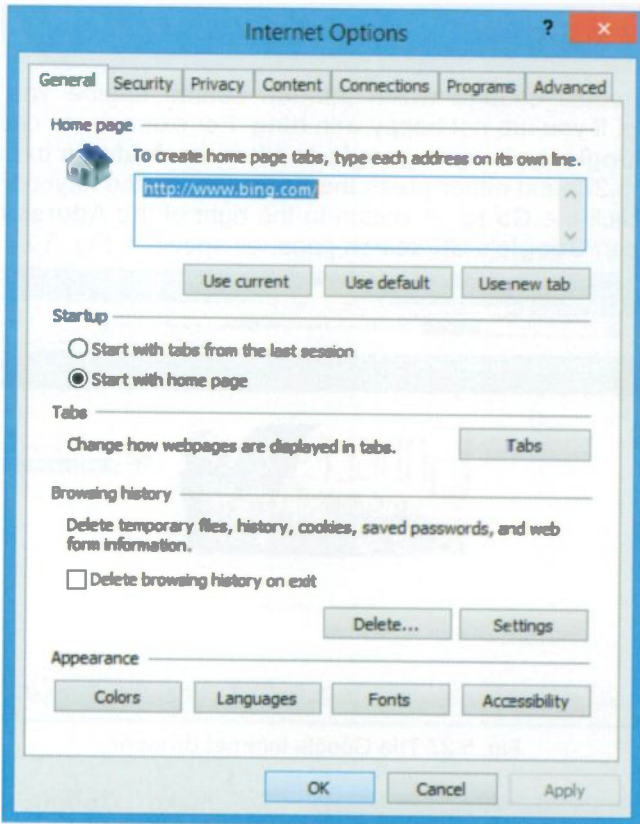 Internet Options ?
General Security Privacy Content Connections Programs Advanced
Home page
To create home page tabs, type each address on its own line.
http://www.bing.com/
Use current Use default Use new tab
Startup
Start with tabs from the last session
Start with home page
Tabs
Change how webpages are displayed in tabs. Tabs
Browsing history
Delete temporary files, history, cookies, saved passwords, and web
form information.
Delete browsing history on exit
Delete... Settings
Appearance
Colors Languages Fonts Accessibility
OK Cancel Apply